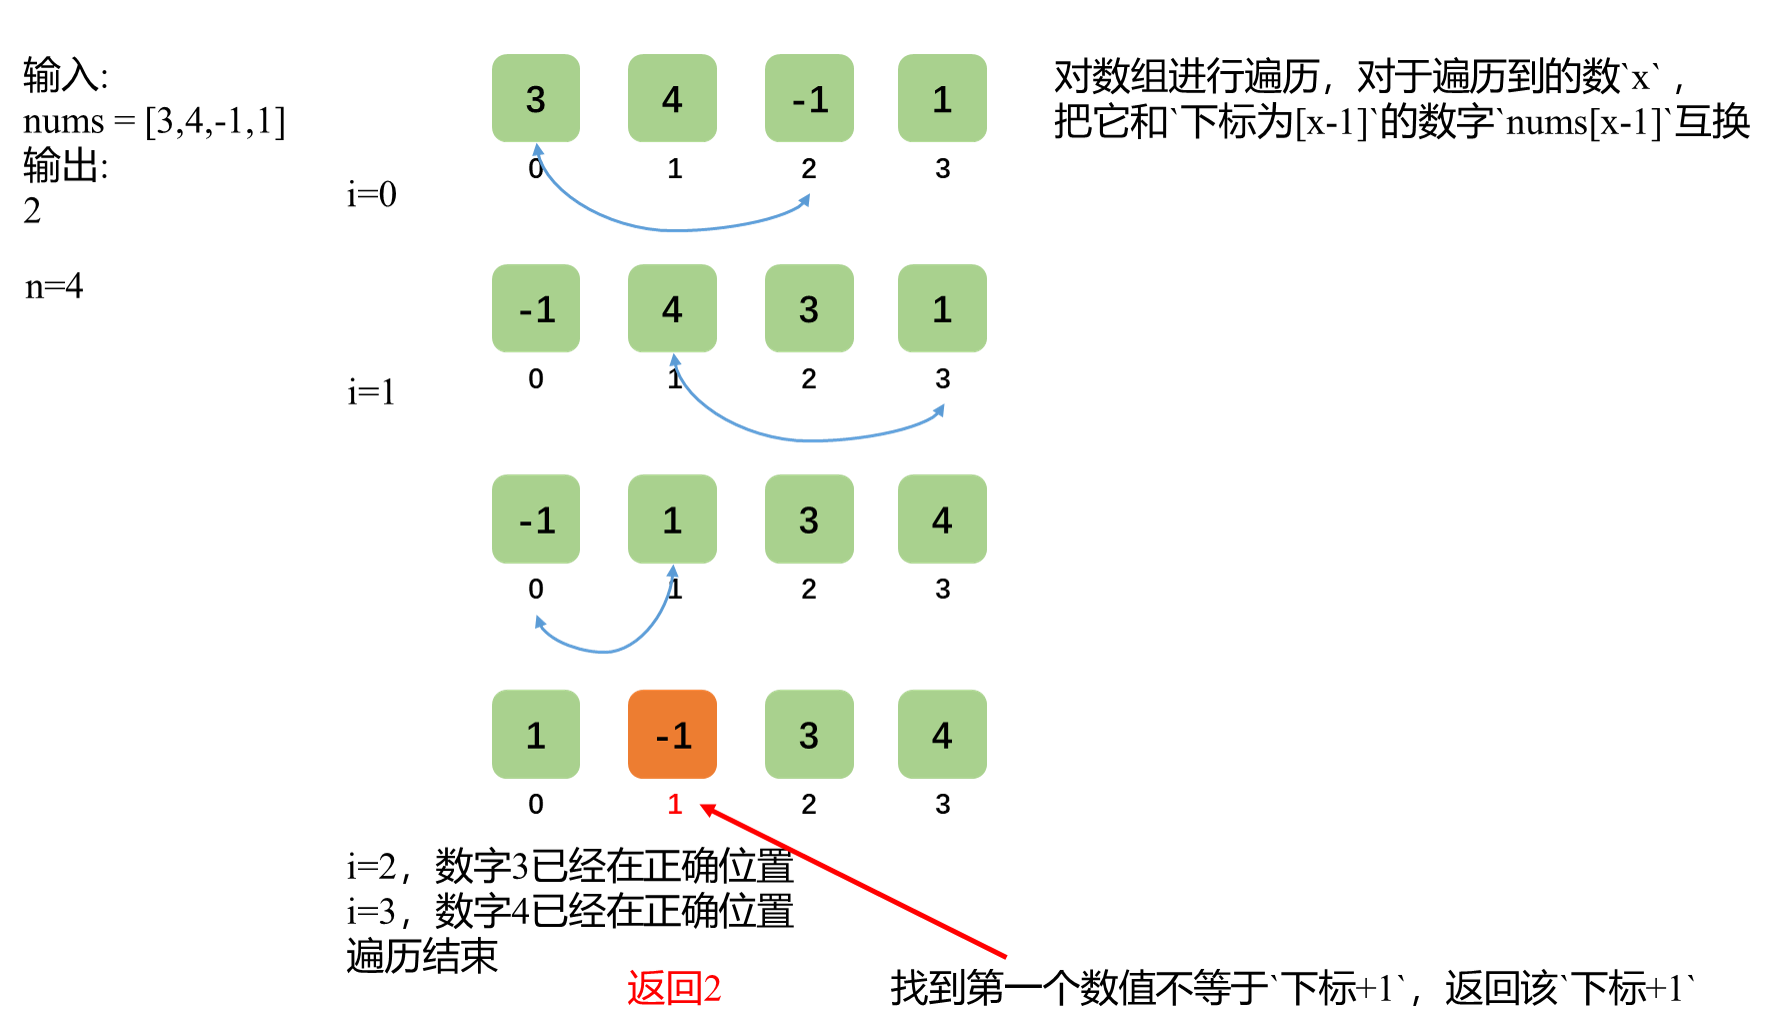 输入:
nums = [3,4,-1,1]
输出:
2
n=4
3 4 -1 1
0 1 2 3
对数组进行遍历，对于遍历到的数`x`，
把它和`下标为[x-1]`的数字`nums[x-1]`互换
i=0
-1 4 3 1
0 1 2 3
i=1
-1 1 3 4
0 1 2 3
1 -1 3 4
0 1 2 3
i=2，数字3已经在正确位置
i=3，数字4已经在正确位置
遍历结束
返回2
找到第一个数值不等于`下标+1`，返回该`下标+1`